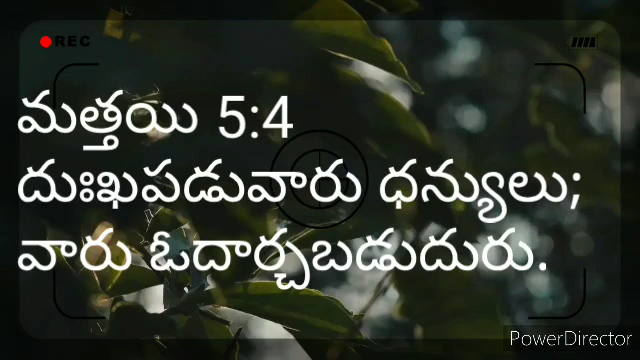 REC
మత్తయి 5:4
దుఃఖపడువారు ధన్యులు;
వారు ఓదార్చబడుదురు.
PowerDirector